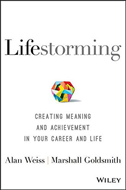 Lifestorming
CREATING MEANING
AND ACHIEVEMENT
IN YOUR CAREER AND LIFE
Alan Weiss | Marshall Goldsmith
WILEY